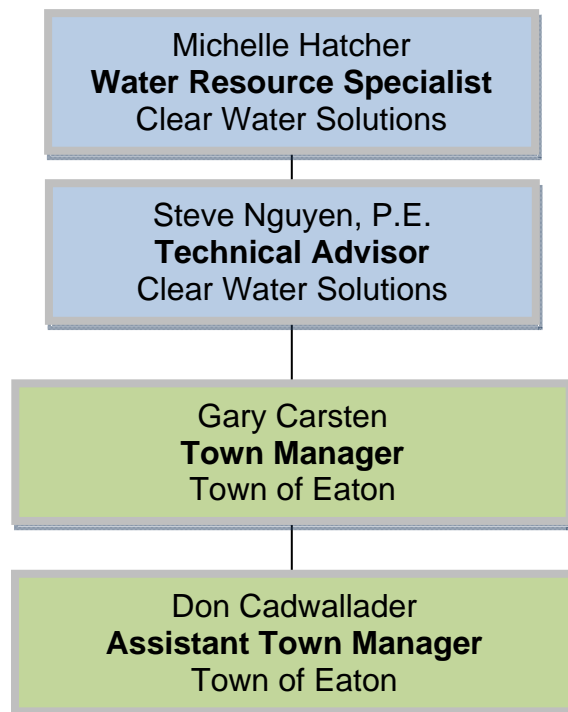 Michelle Hatcher
Water Resource Specialist
Clear Water Solutions
Steve Nguyen, P.E.
Technical Advisor
Clear Water Solutions
Gary Carsten
Town Manager
Town of Eaton
Don Cadwallader
Assistant Town Manager
Town of Eaton